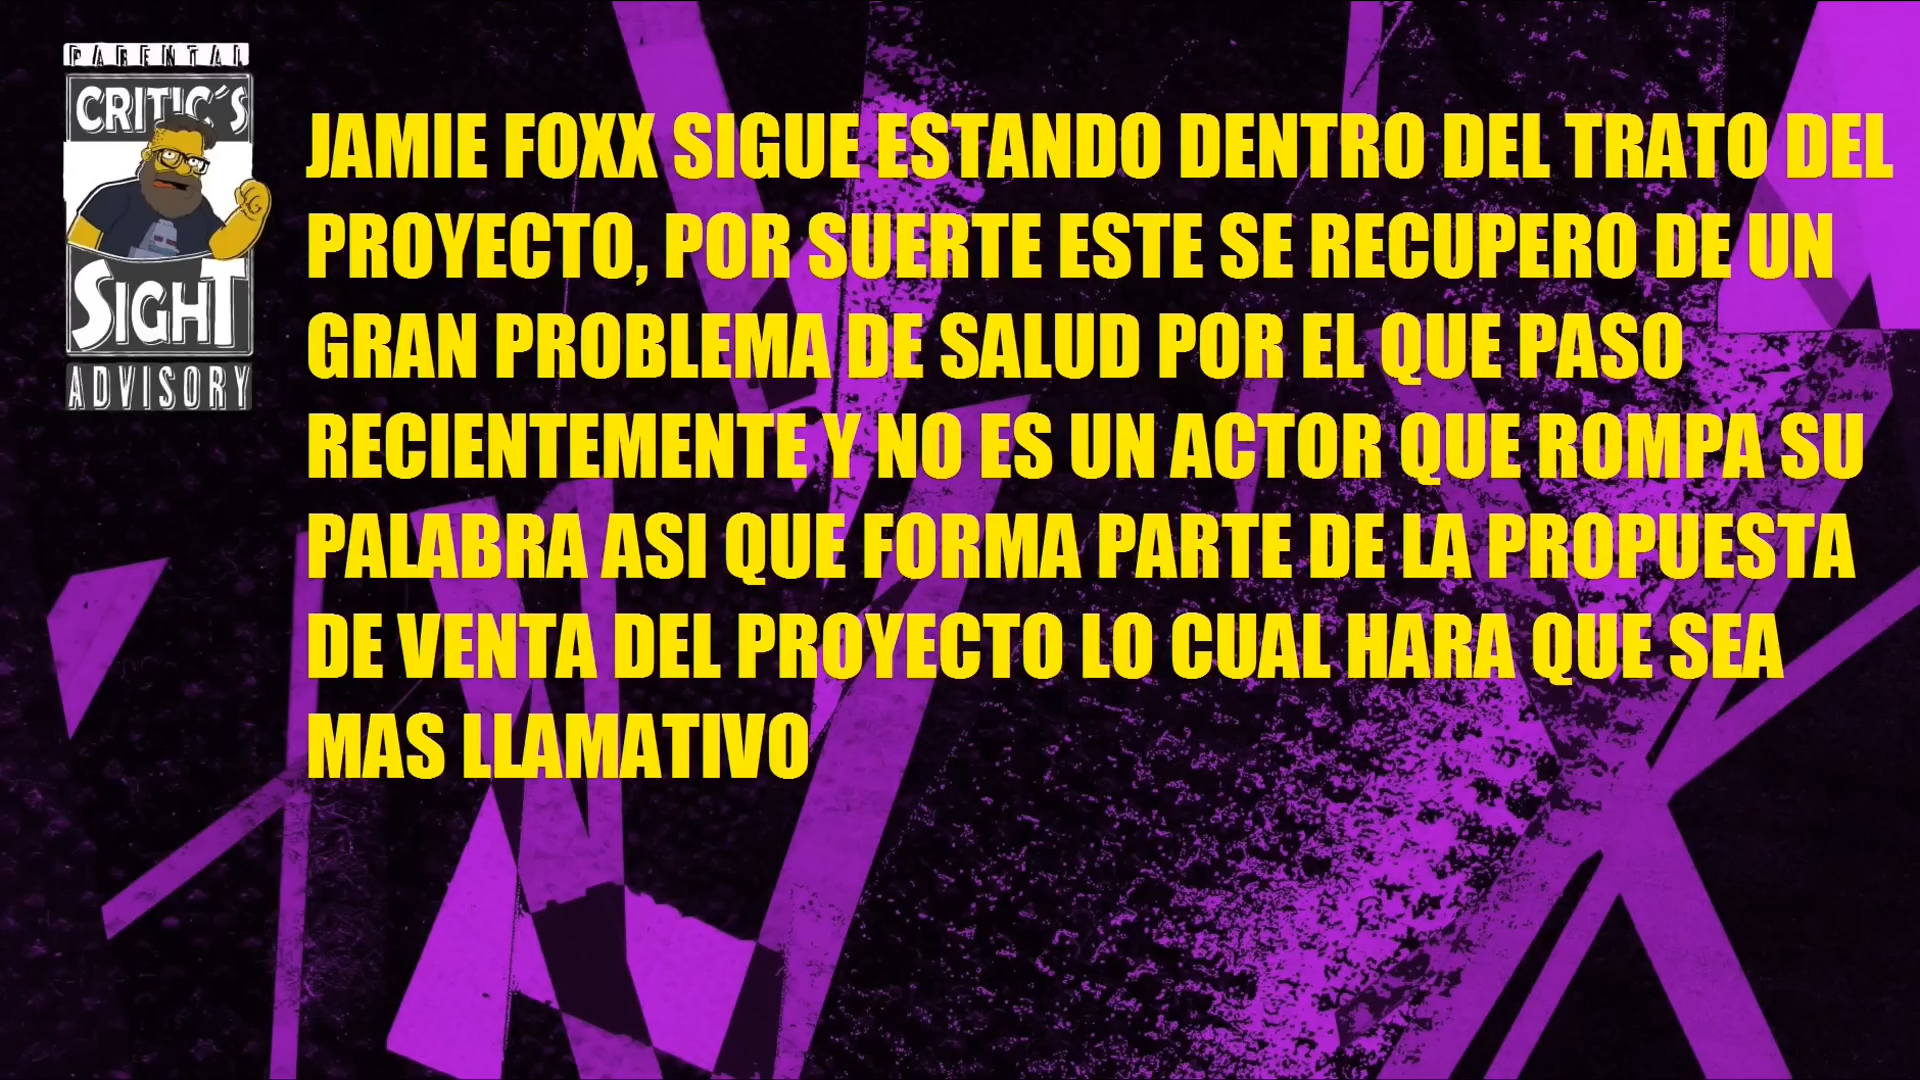 PARENTAL
CRITIC´S
SIGHT
ADVISORY
JAMIE FOXX SIGUE ESTANDO DENTRO DEL TRATO DEL
PROYECTO, POR SUERTE ESTE SE RECUPERO DE UN
GRAN PROBLEMA DE SALUD POR EL QUE PASO
RECIENTEMENTE Y NO ES UN ACTOR QUE ROMPA SU
PALABRA ASI QUE FORMA PARTE DE LA PROPUESTA
DE VENTA DEL PROYECTO LO CUAL HARA QUE SEA
MAS LLAMATIVO